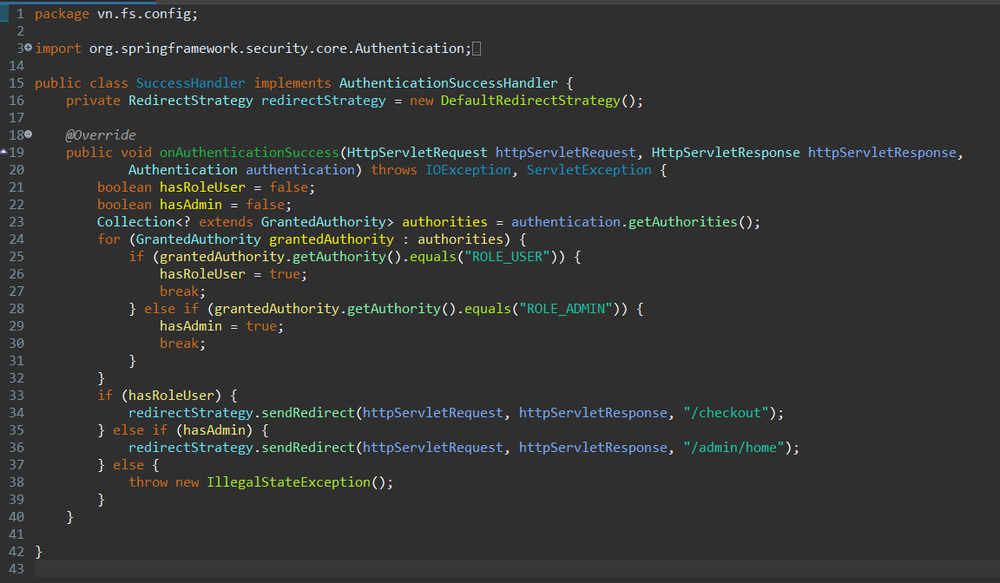 1 package vn.fs.config;
2
3 import org.springframework.security.core.Authentication;
14
15 public class SuccessHandler implements AuthenticationSuccessHandler {
16     private RedirectStrategy redirectStrategy = new DefaultRedirectStrategy();
17
18     @Override
19     public void onAuthenticationSuccess(HttpServletRequest httpServletRequest, HttpServletResponse httpServletResponse,
20             Authentication authentication) throws IOException, ServletException {
21         boolean hasRoleUser = false;
22         boolean hasAdmin = false;
23         Collection<? extends GrantedAuthority> authorities = authentication.getAuthorities();
24         for (GrantedAuthority grantedAuthority : authorities) {
25             if (grantedAuthority.getAuthority().equals("ROLE_USER")) {
26                 hasRoleUser = true;
27                 break;
28             } else if (grantedAuthority.getAuthority().equals("ROLE_ADMIN")) {
29                 hasAdmin = true;
30                 break;
31             }
32         }
33         if (hasRoleUser) {
34             redirectStrategy.sendRedirect(httpServletRequest, httpServletResponse, "/checkout");
35         } else if (hasAdmin) {
36             redirectStrategy.sendRedirect(httpServletRequest, httpServletResponse, "/admin/home");
37         } else {
38             throw new IllegalStateException();
39         }
40     }
41
42 }
43